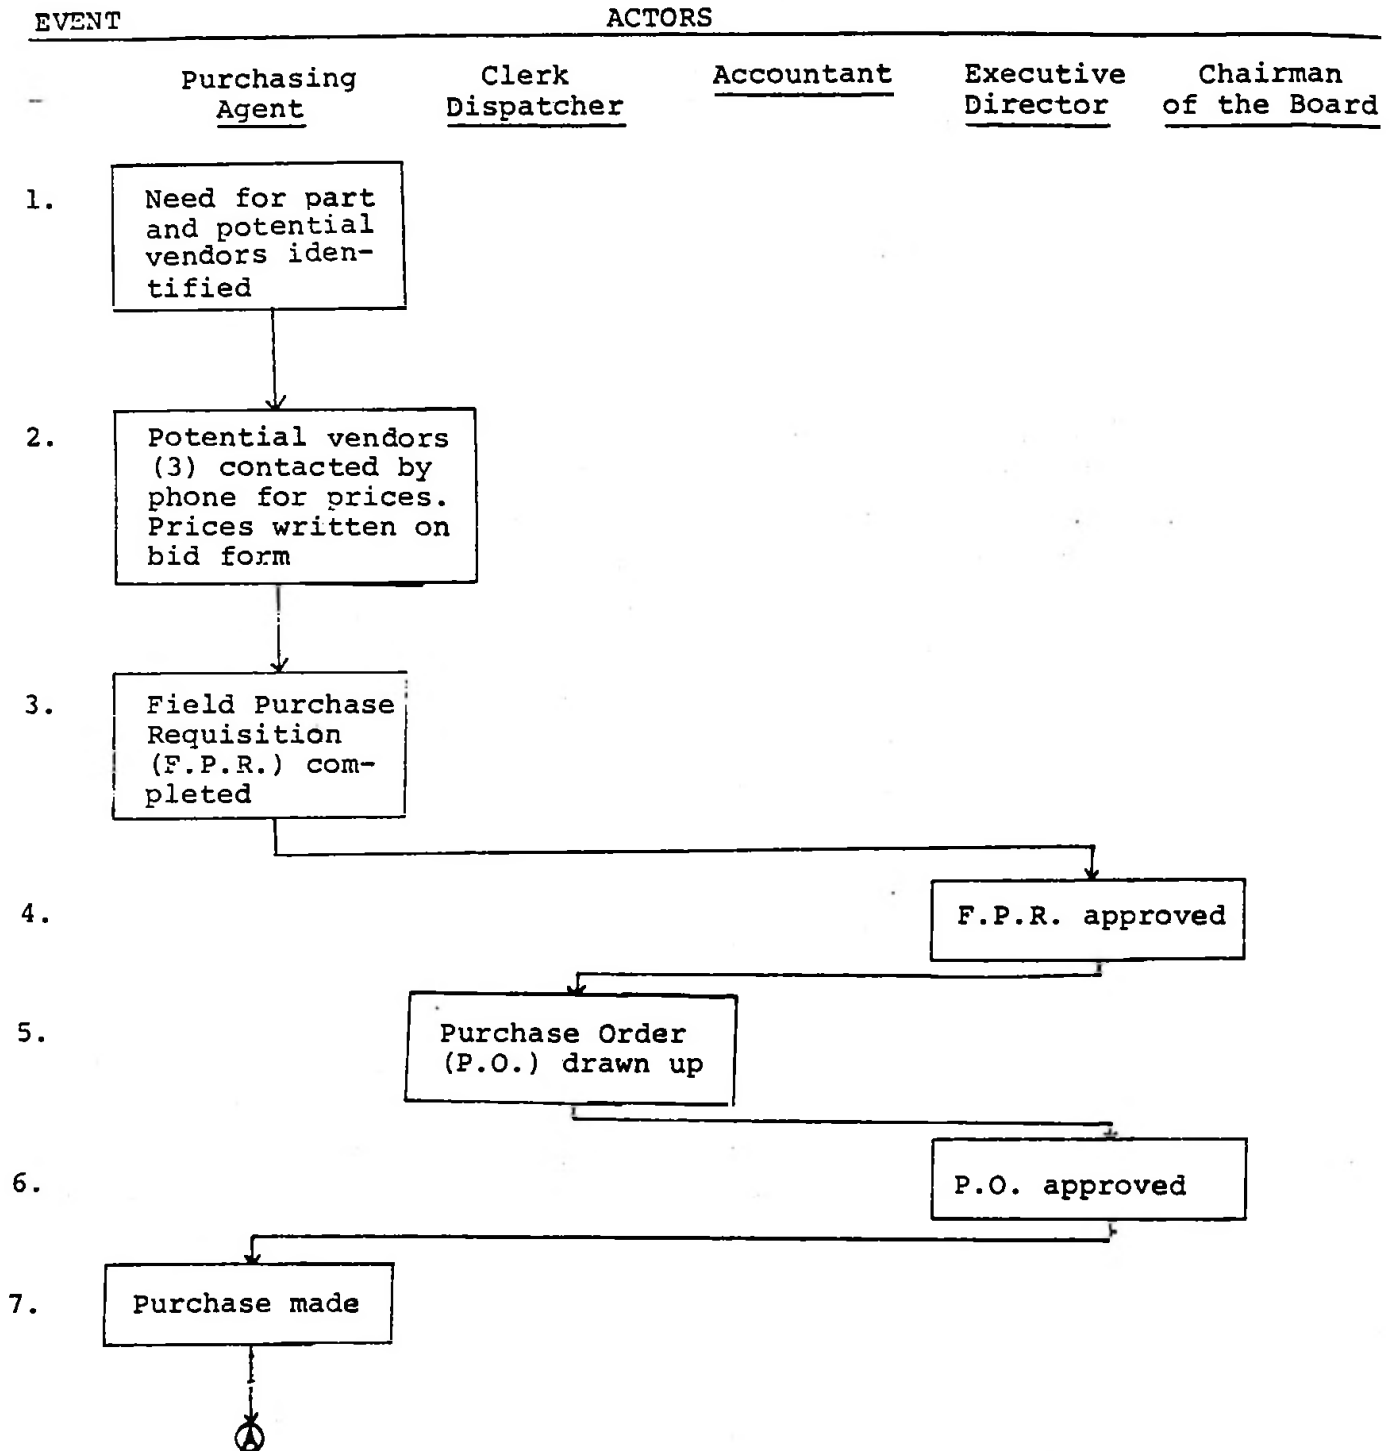 EVENT ACTORS
Purchasing Agent
Clerk Dispatcher
Accountant
Executive Director
Chairman of the Board
1.
Need for part
and potential
vendors iden-
tified
2.
Potential vendors
(3) contacted by
phone for prices.
Prices written on
bid form
3.
Field Purchase
Requisition
(F.P.R.) com-
pleted
4.
F.P.R. approved
5.
Purchase Order
(P.O.) drawn up
6.
P.O. approved
7.
Purchase made
A